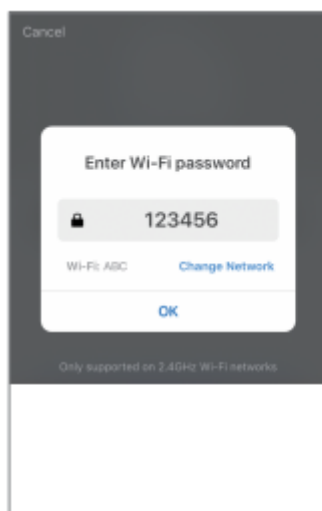 Cancel
Enter Wi-Fi password
123456
Wi-Fi: ABC Change Network
OK
Only supported on 2.4GHz Wi-Fi networks